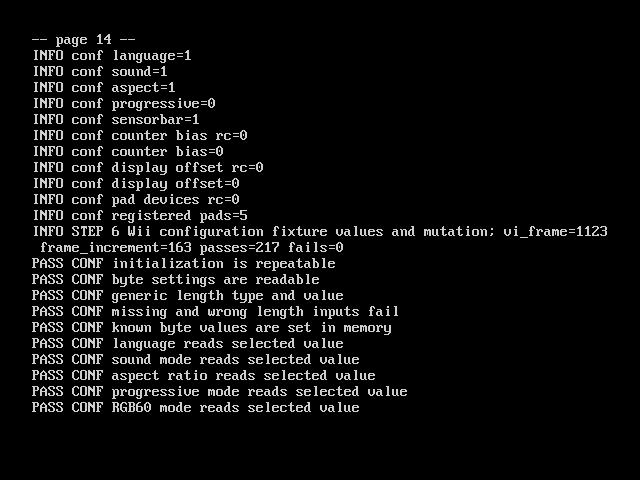 -- page 14 --
INFO conf language=1
INFO conf sound=1
INFO conf aspect=1
INFO conf progressive=0
INFO conf sensorbar=1
INFO conf counter bias rc=0
INFO conf counter bias=0
INFO conf display offset rc=0
INFO conf display offset=0
INFO conf pad devices rc=0
INFO conf registered pads=5
INFO STEP 6 Wii configuration fixture values and mutation; vi_frame=1123
frame_increment=163 passes=217 fails=0
PASS CONF initialization is repeatable
PASS CONF byte settings are readable
PASS CONF generic length type and value
PASS CONF missing and wrong length inputs fail
PASS CONF known byte values are set in memory
PASS CONF language reads selected value
PASS CONF sound mode reads selected value
PASS CONF aspect ratio reads selected value
PASS CONF progressive mode reads selected value
PASS CONF RGB60 mode reads selected value